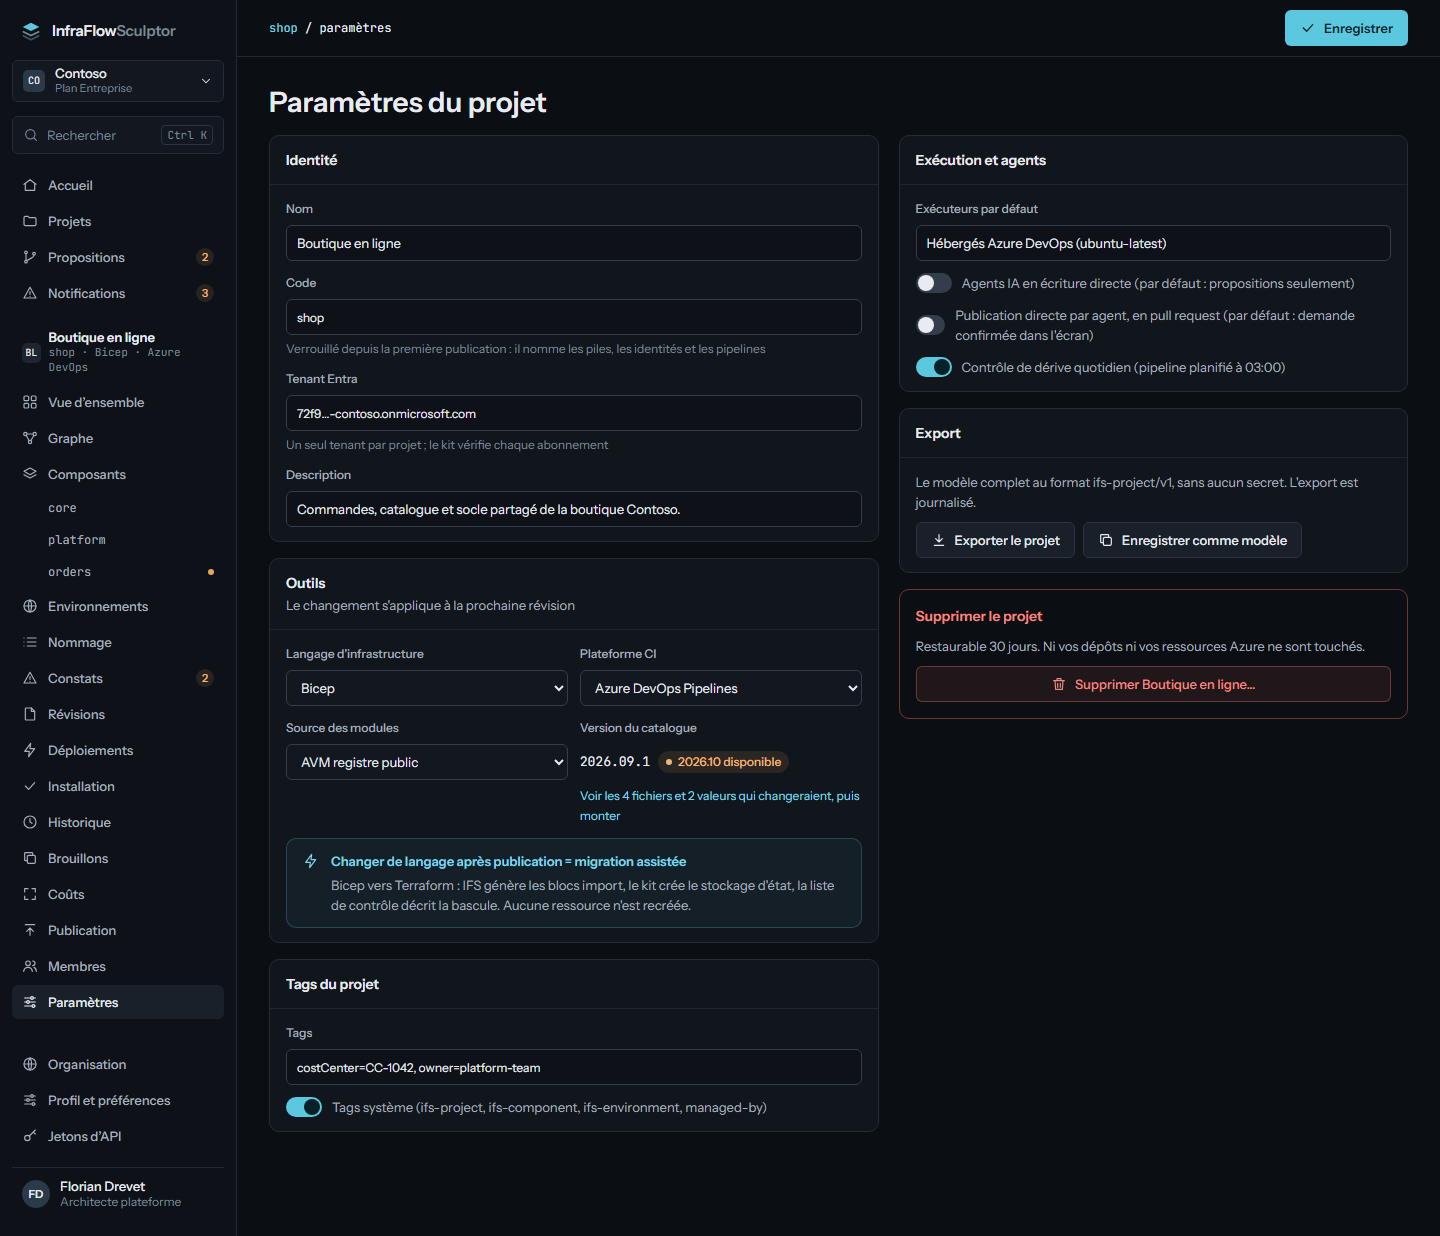 InfraFlowSculptor
CO
Contoso
Plan Entreprise
Rechercher
Ctrl K
Accueil
Projets
Propositions 2
Notifications 3
BL
Boutique en ligne
shop · Bicep · Azure
DevOps
Vue d'ensemble
Graphe
Composants
core
platform
orders
Environnements
Nommage
Constats 2
Révisions
Déploiements
Installation
Historique
Brouillons
Coûts
Publication
Membres
Paramètres
Organisation
Profil et préférences
Jetons d'API
FD
Florian Drevet
Architecte plateforme
shop / paramètres
Enregistrer
Paramètres du projet
Identité
Nom
Boutique en ligne
Code
shop
Verrouillé depuis la première publication : il nomme les piles, les identités et les pipelines
Tenant Entra
72f9…-contoso.onmicrosoft.com
Un seul tenant par projet ; le kit vérifie chaque abonnement
Description
Commandes, catalogue et socle partagé de la boutique Contoso.
Outils
Le changement s'applique à la prochaine révision
Langage d'infrastructure
Bicep
Plateforme CI
Azure DevOps Pipelines
Source des modules
AVM registre public
Version du catalogue
2026.09.1
2026.10 disponible
Voir les 4 fichiers et 2 valeurs qui changeraient, puis
monter
Changer de langage après publication = migration assistée
Bicep vers Terraform : IFS génère les blocs import, le kit crée le stockage d'état, la liste
de contrôle décrit la bascule. Aucune ressource n'est recréée.
Tags du projet
Tags
costCenter=CC-1042, owner=platform-team
Tags système (ifs-project, ifs-component, ifs-environment, managed-by)
Exécution et agents
Exécuteurs par défaut
Hébergés Azure DevOps (ubuntu-latest)
Agents IA en écriture directe (par défaut : propositions seulement)
Publication directe par agent, en pull request (par défaut : demande
confirmée dans l'écran)
Contrôle de dérive quotidien (pipeline planifié à 03:00)
Export
Le modèle complet au format ifs-project/v1, sans aucun secret. L'export est
journalisé.
Exporter le projet
Enregistrer comme modèle
Supprimer le projet
Restaurable 30 jours. Ni vos dépôts ni vos ressources Azure ne sont touchés.
Supprimer Boutique en ligne…